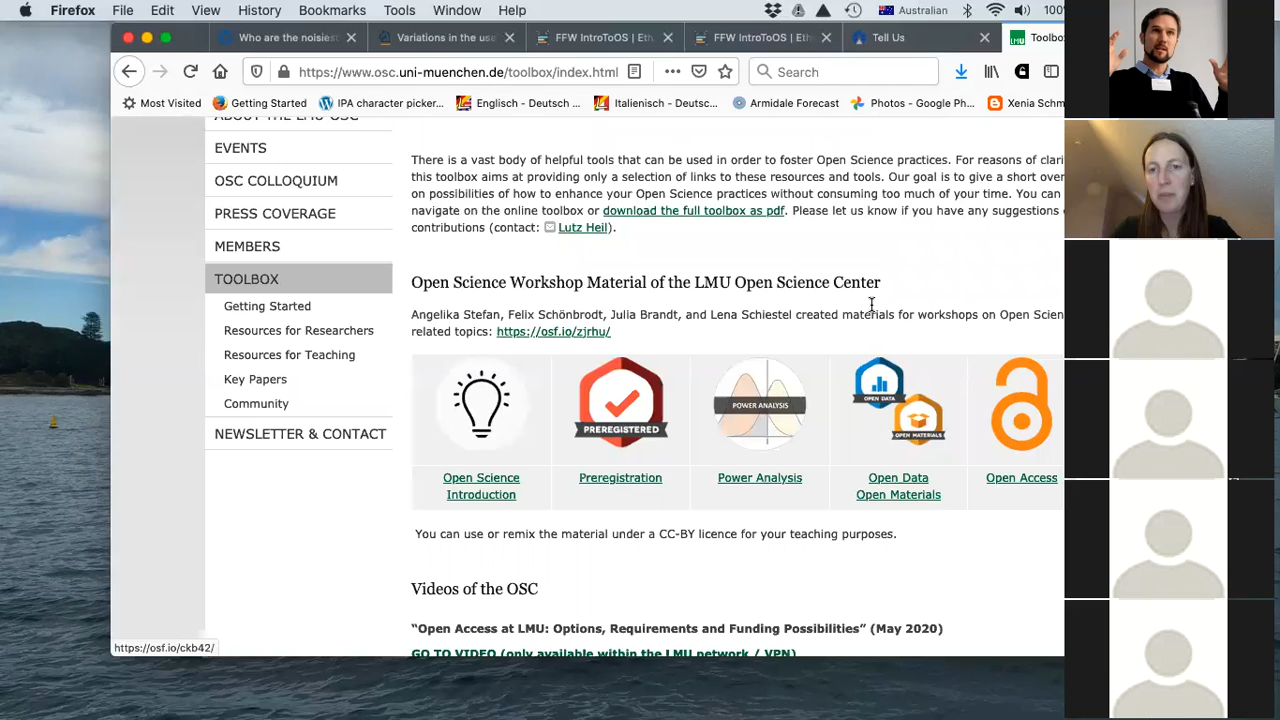 Firefox File Edit View History Bookmarks Tools Window Help Australian 100%
Who are the noisies Variations in the use FFW IntroToOS | Eth FFW IntroToOS | Eth Tell Us LMU Toolbo
https://www.osc.uni-muenchen.de/toolbox/index.html Search
Most Visited Getting Started IPA character picker... Englisch - Deutsch ... Italienisch - Deutsc... Armidale Forecast Photos - Google Ph... Xenia Schm
ABOUT THE LMU OSC
EVENTS
OSC COLLOQUIUM
PRESS COVERAGE
MEMBERS
TOOLBOX
Getting Started
Resources for Researchers
Resources for Teaching
Key Papers
Community
NEWSLETTER & CONTACT
There is a vast body of helpful tools that can be used in order to foster Open Science practices. For reasons of clari
this toolbox aims at providing only a selection of links to these resources and tools. Our goal is to give a short over
on possibilities of how to enhance your Open Science practices without consuming too much of your time. You can
navigate on the online toolbox or download the full toolbox as pdf. Please let us know if you have any suggestions
contributions (contact: Lutz Heil).
Open Science Workshop Material of the LMU Open Science Center
Angelika Stefan, Felix Schönbrodt, Julia Brandt, and Lena Schiestel created materials for workshops on Open Scien
related topics: https://osf.io/zjrhu/
PREREGISTERED
POWER ANALYSIS
OPEN DATA
OPEN MATERIALS
Open Science Introduction
Preregistration
Power Analysis
Open Data
Open Materials
Open Access
You can use or remix the material under a CC-BY licence for your teaching purposes.
Videos of the OSC
“Open Access at LMU: Options, Requirements and Funding Possibilities” (May 2020)
GO TO VIDEO (only available within the LMU network / VPN)
https://osf.io/ckb42/